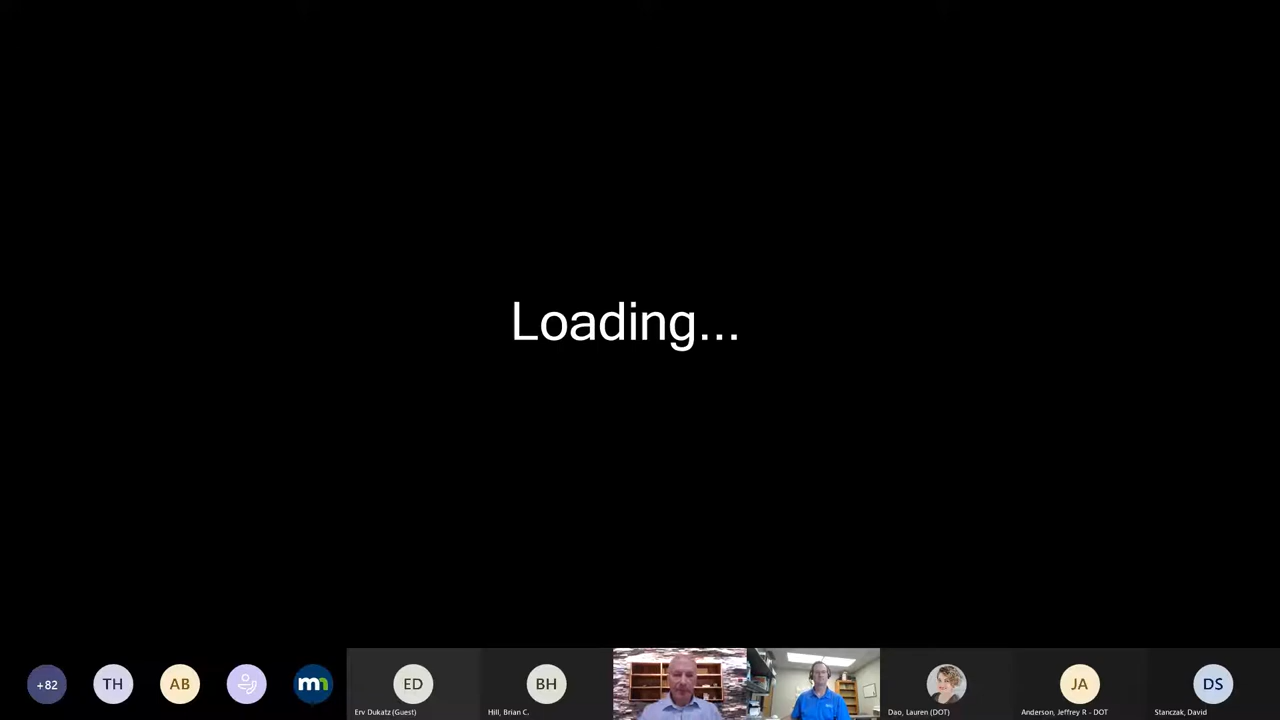 Loading...
+82
TH
AB
mn
ED
BH
JA
DS
Erv Dukatz (Guest)
Hill, Brian C.
Dao, Lauren (DOT)
Anderson, Jeffrey R - DOT
Stanczak, David